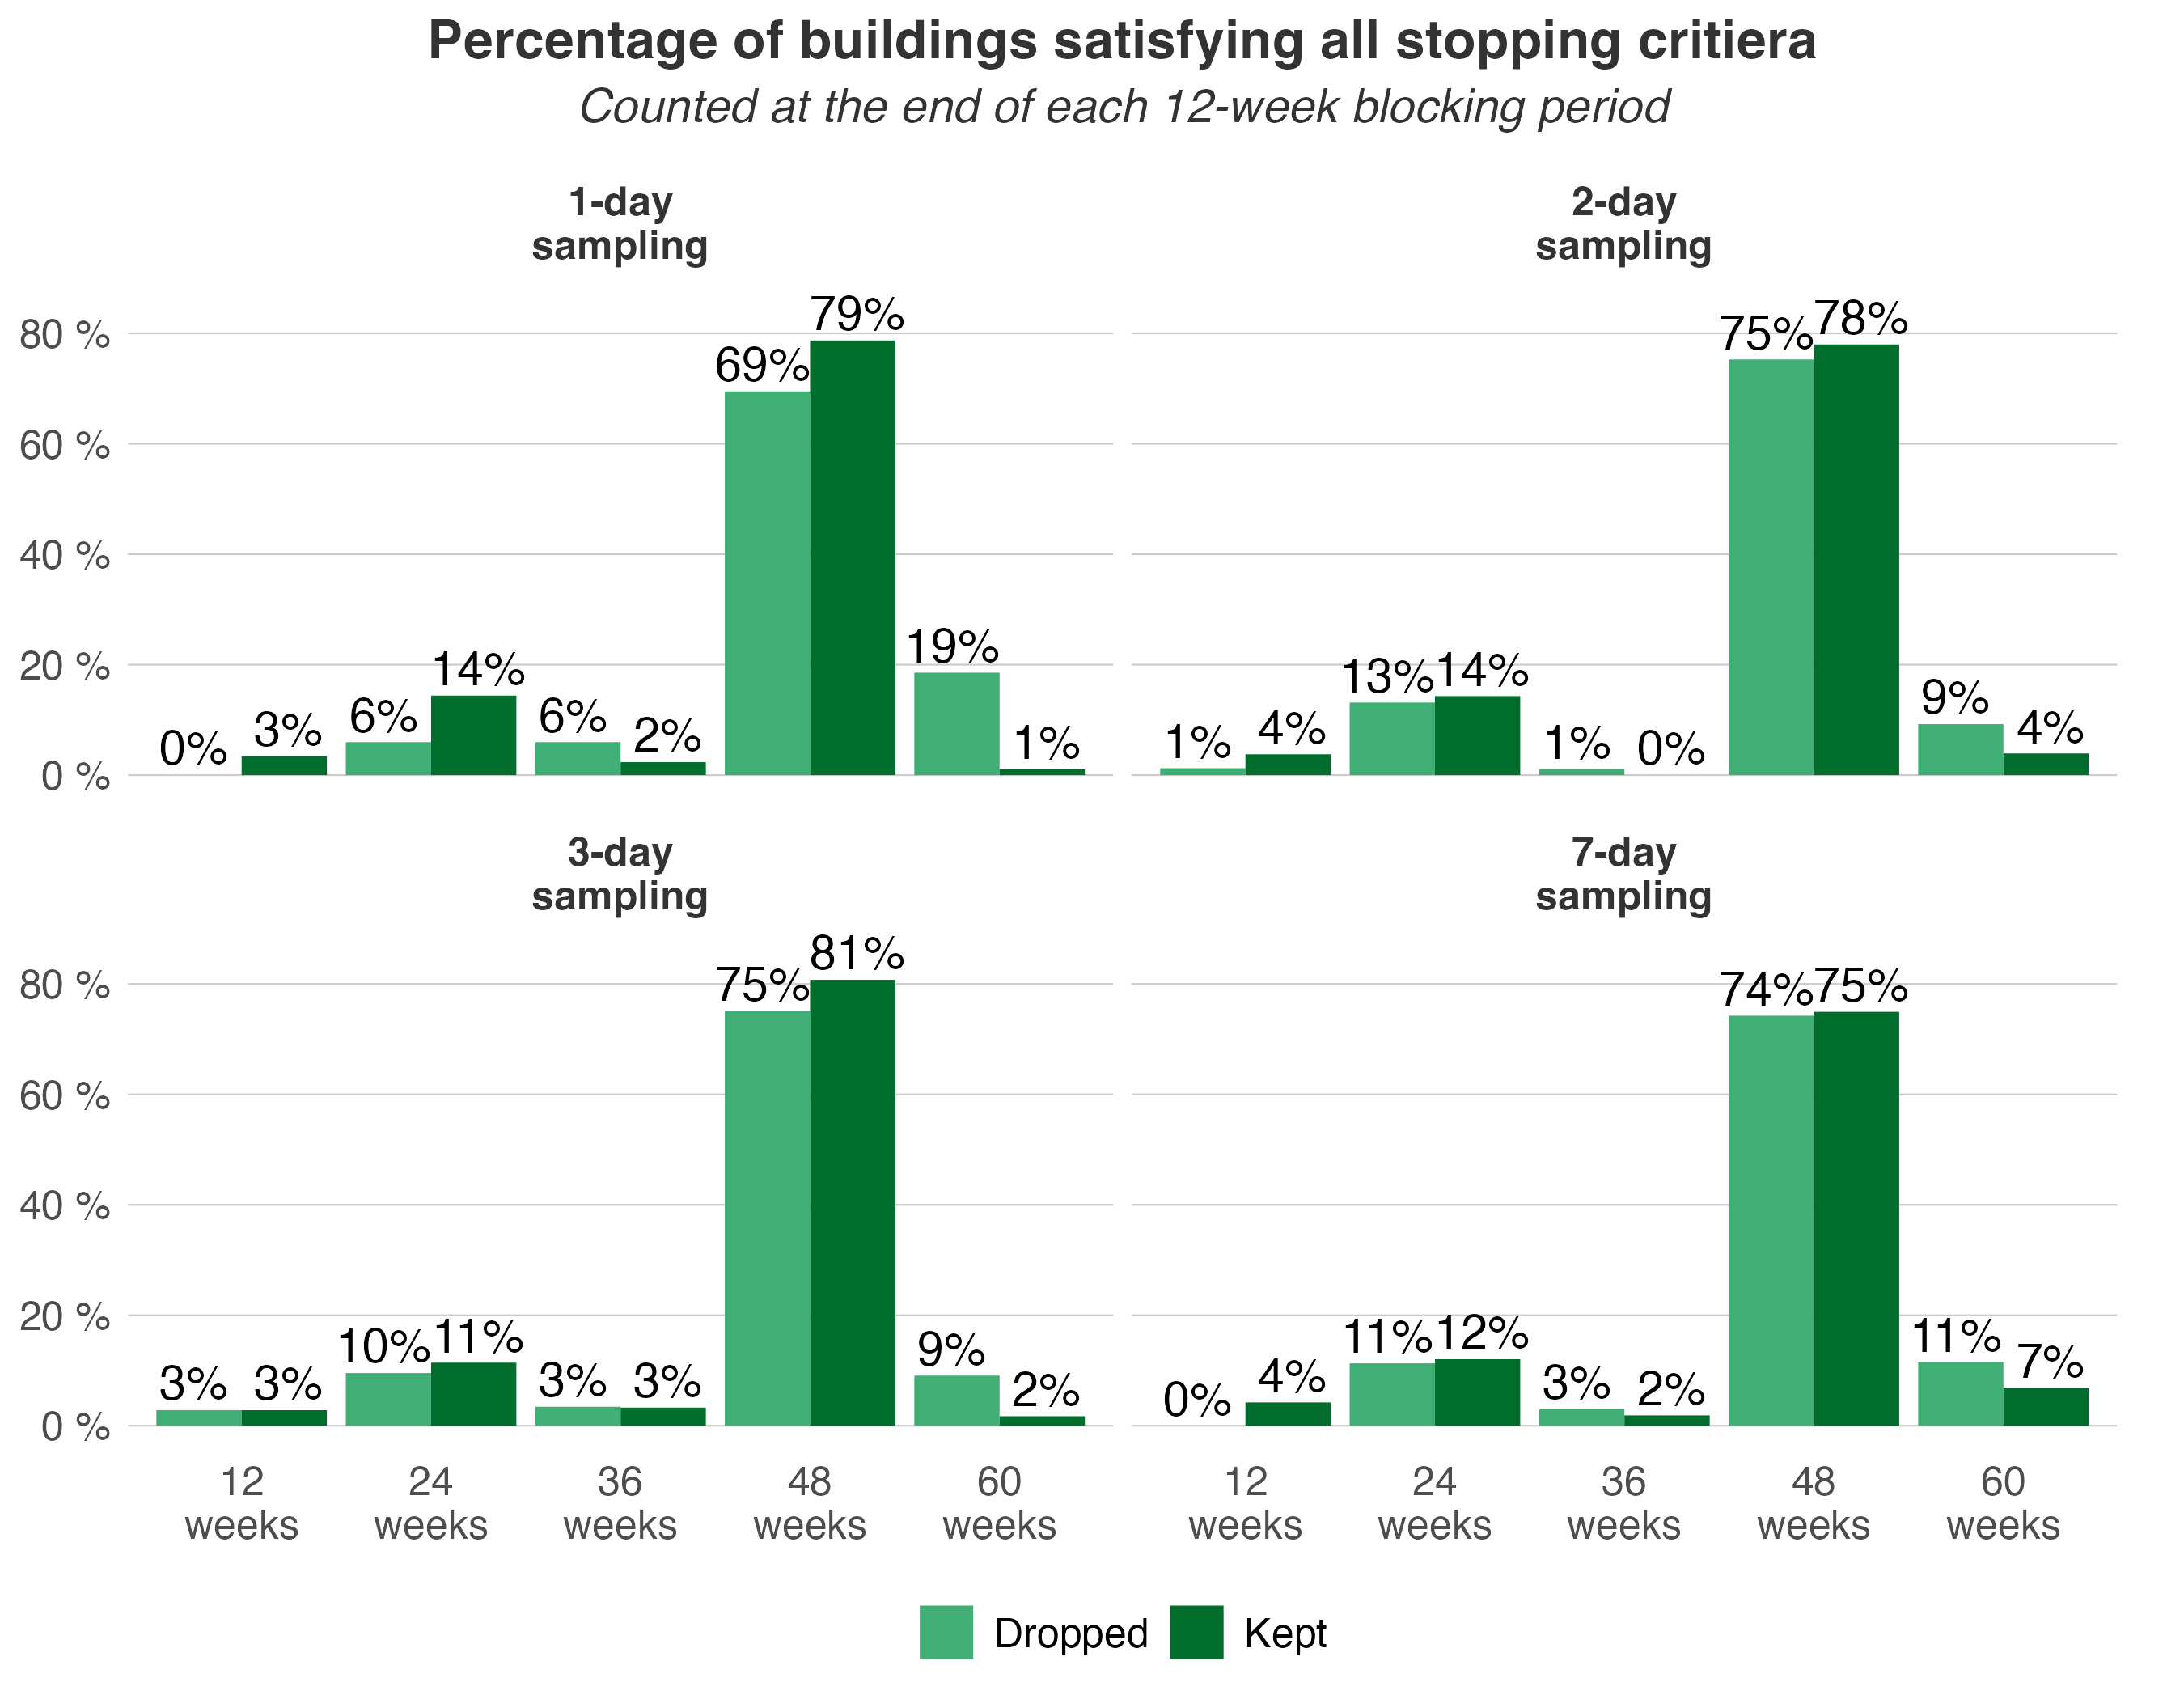 Percentage of buildings satisfying all stopping critiera
Counted at the end of each 12-week blocking period
1-day
sampling
2-day
sampling
80 %
60 %
40 %
20 %
0 %
0%
3%
6%
14%
6%
2%
69%
79%
19%
1%
1%
4%
13%
14%
1%
0%
75%
78%
9%
4%
3-day
sampling
7-day
sampling
80 %
60 %
40 %
20 %
0 %
3%
3%
10%
11%
3%
3%
75%
81%
9%
2%
0%
4%
11%
12%
3%
2%
74%
75%
11%
7%
12
weeks
24
weeks
36
weeks
48
weeks
60
weeks
12
weeks
24
weeks
36
weeks
48
weeks
60
weeks
Dropped
Kept